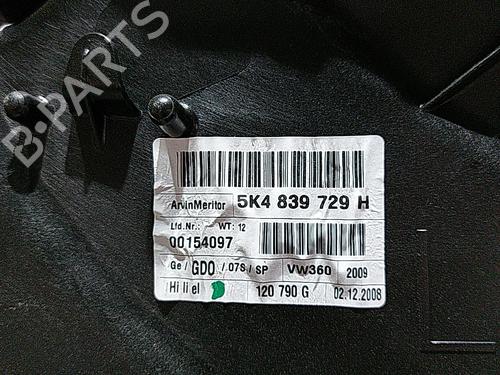 B-PARTS
ArvinMeritor 5K4 839 729 H
Lfd.Nr.: - WT: 12
00154097
Ge / GDO / .07S / SP VW360 2009
Hi li el 120 790 G 02.12.2008